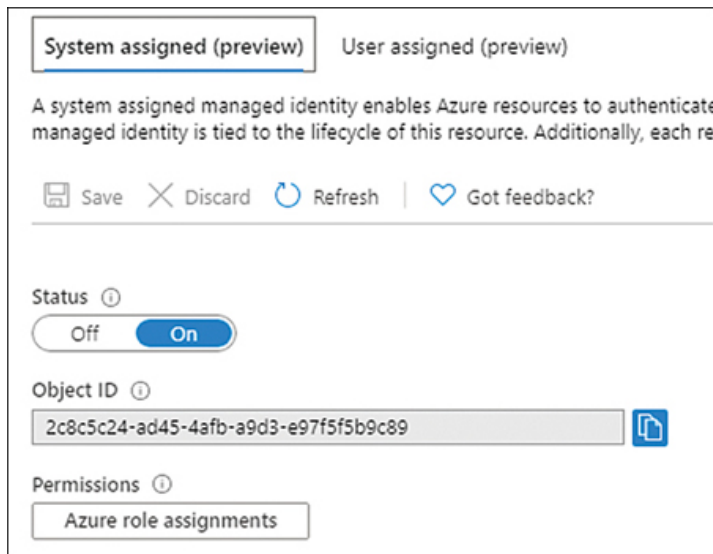 System assigned (preview) User assigned (preview)
A system assigned managed identity enables Azure resources to authenticate
managed identity is tied to the lifecycle of this resource. Additionally, each re
Save Discard Refresh Got feedback?
Status
Off On
Object ID
2c8c5c24-ad45-4afb-a9d3-e97f5f5b9c89
Permissions
Azure role assignments